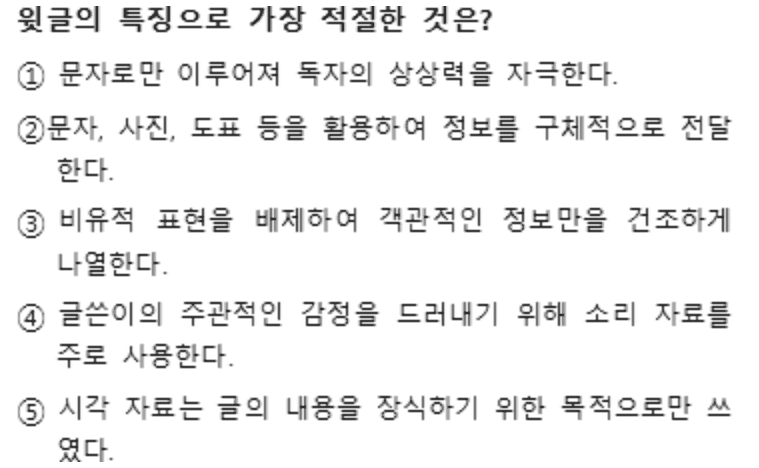 윗글의 특징으로 가장 적절한 것은?
① 문자로만 이루어져 독자의 상상력을 자극한다.
②문자, 사진, 도표 등을 활용하여 정보를 구체적으로 전달
한다.
③ 비유적 표현을 배제하여 객관적인 정보만을 건조하게
나열한다.
④ 글쓴이의 주관적인 감정을 드러내기 위해 소리 자료를
주로 사용한다.
⑤ 시각 자료는 글의 내용을 장식하기 위한 목적으로만 쓰
였다.